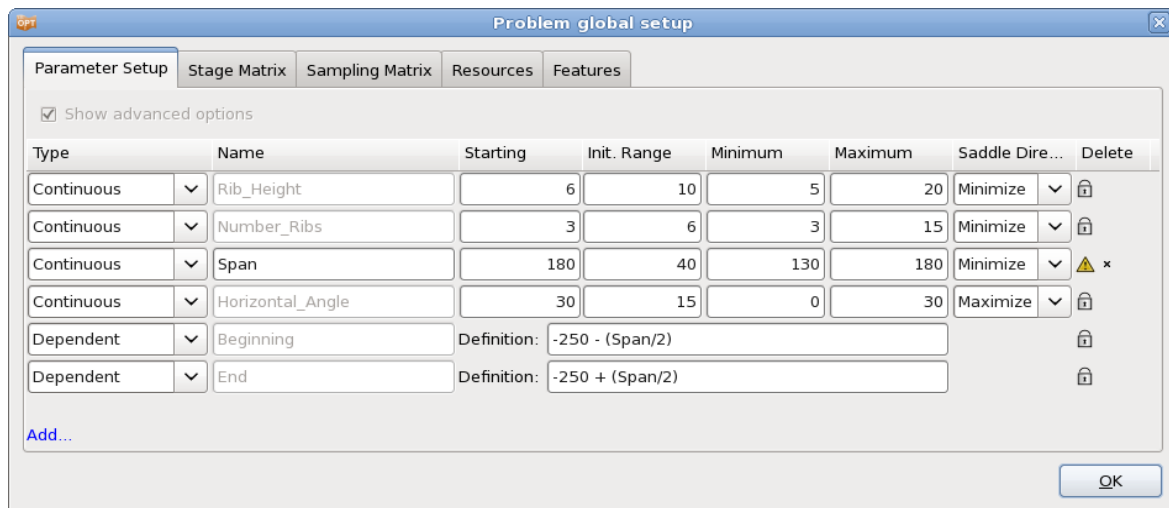 OPT Problem global setup
Parameter Setup Stage Matrix Sampling Matrix Resources Features
Show advanced options
Type Name Starting Init. Range Minimum Maximum Saddle Dire... Delete
Continuous Rib_Height 6 10 5 20 Minimize
Continuous Number_Ribs 3 6 3 15 Minimize
Continuous Span 180 40 130 180 Minimize
Continuous Horizontal_Angle 30 15 0 30 Maximize
Dependent Beginning Definition: -250 - (Span/2)
Dependent End Definition: -250 + (Span/2)
Add...
OK